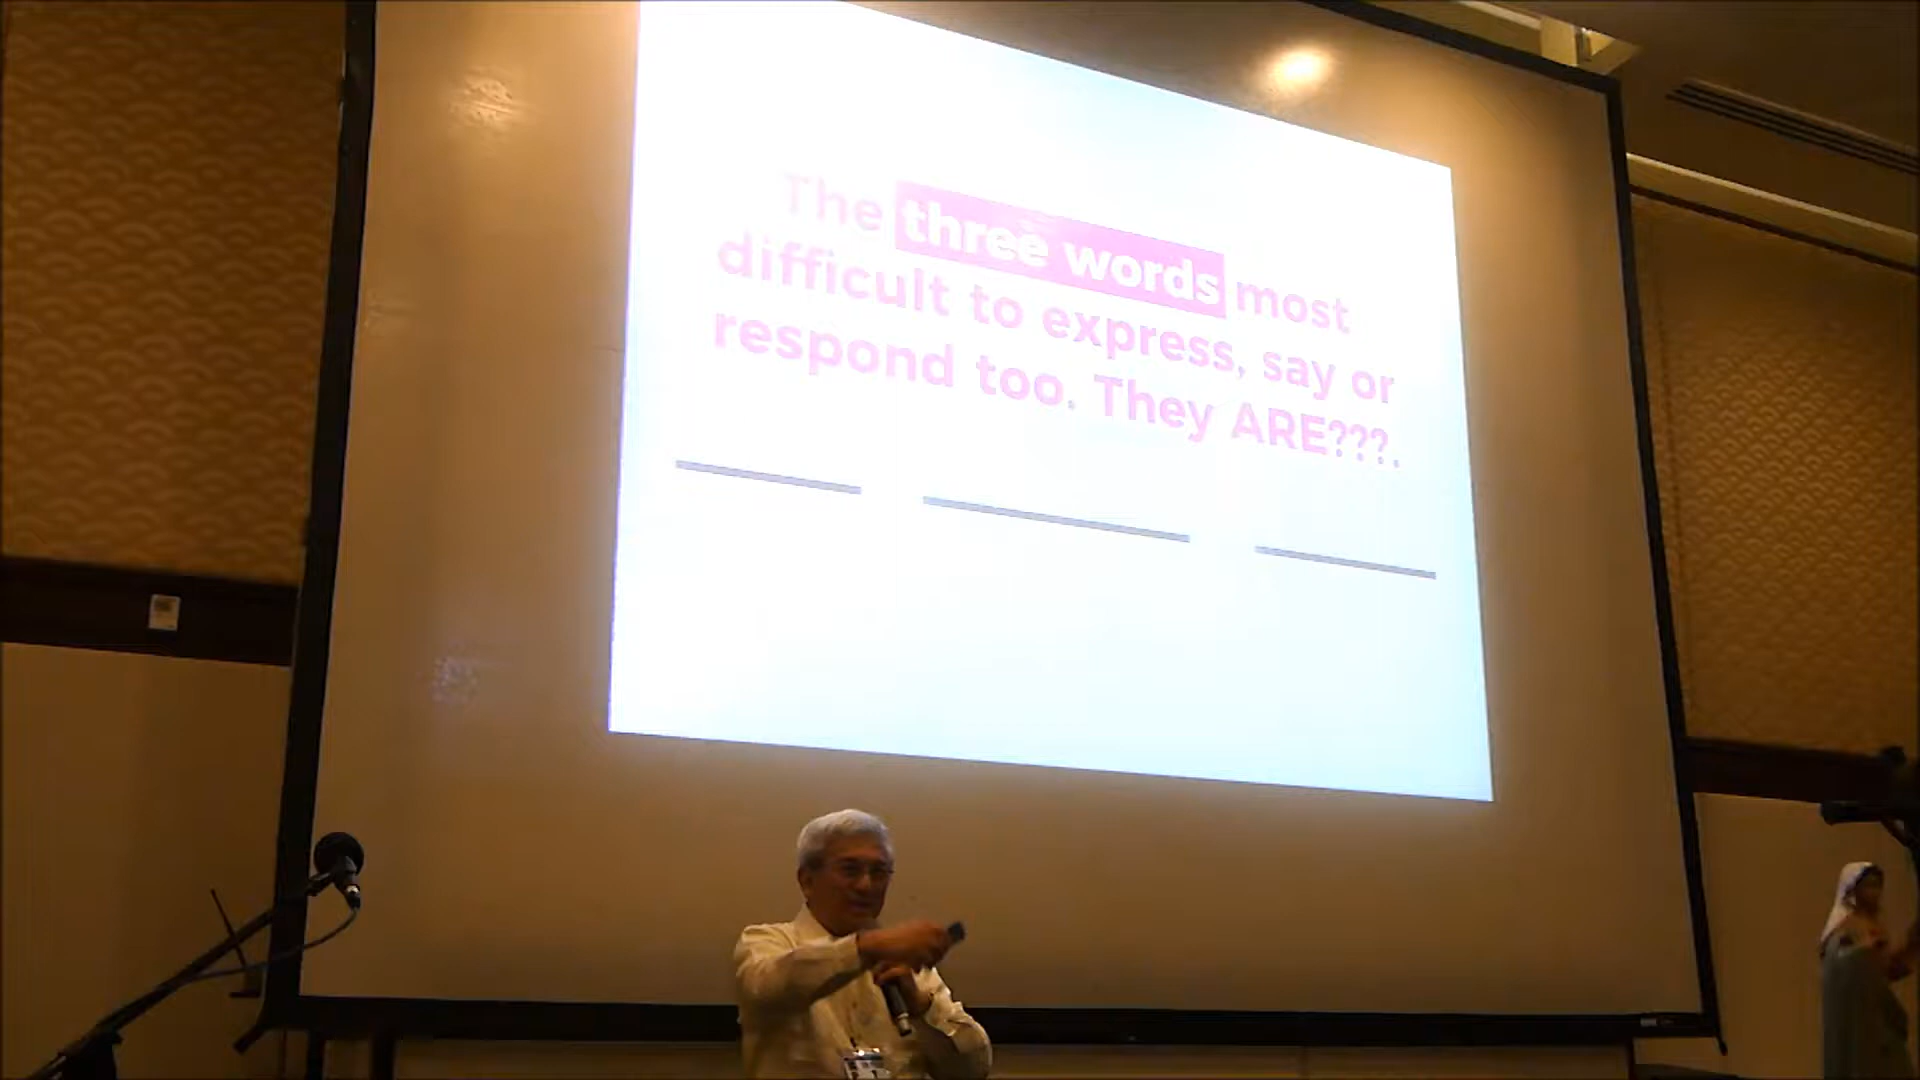 The three words most
difficult to express, say or
respond too. They ARE???.